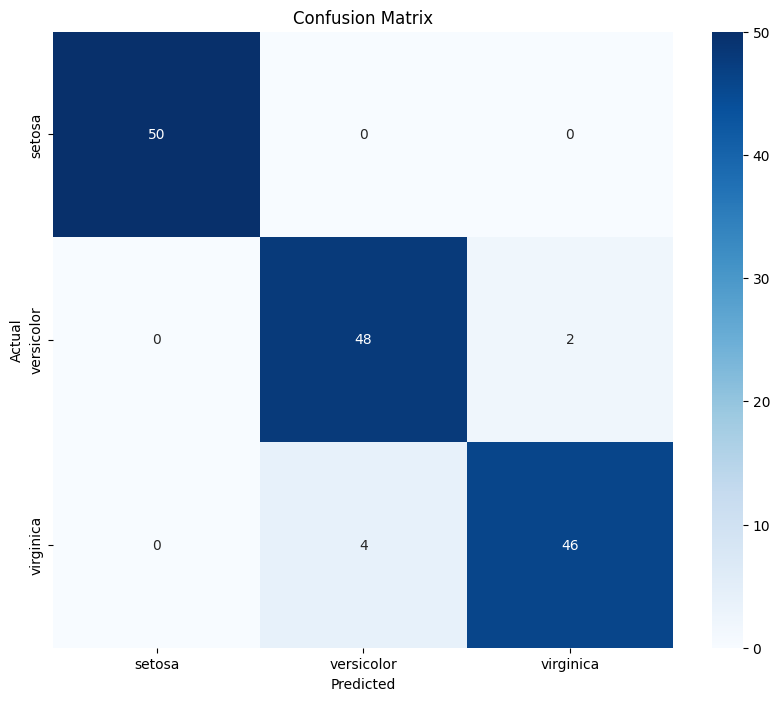 Confusion Matrix
Actual
setosa
versicolor
virginica
50 0 0
0 48 2
0 4 46
setosa versicolor virginica
Predicted
50
40
30
20
10
0